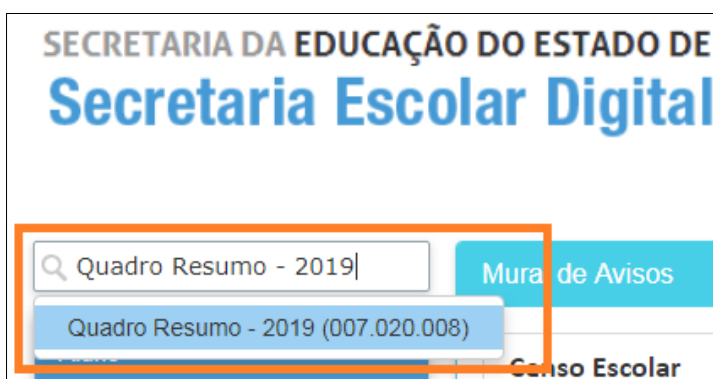 SECRETARIA DA EDUCAÇÃO DO ESTADO DE
Secretaria Escolar Digital
Quadro Resumo - 2019
Mural de Avisos
Quadro Resumo - 2019 (007.020.008)
Censo Escolar